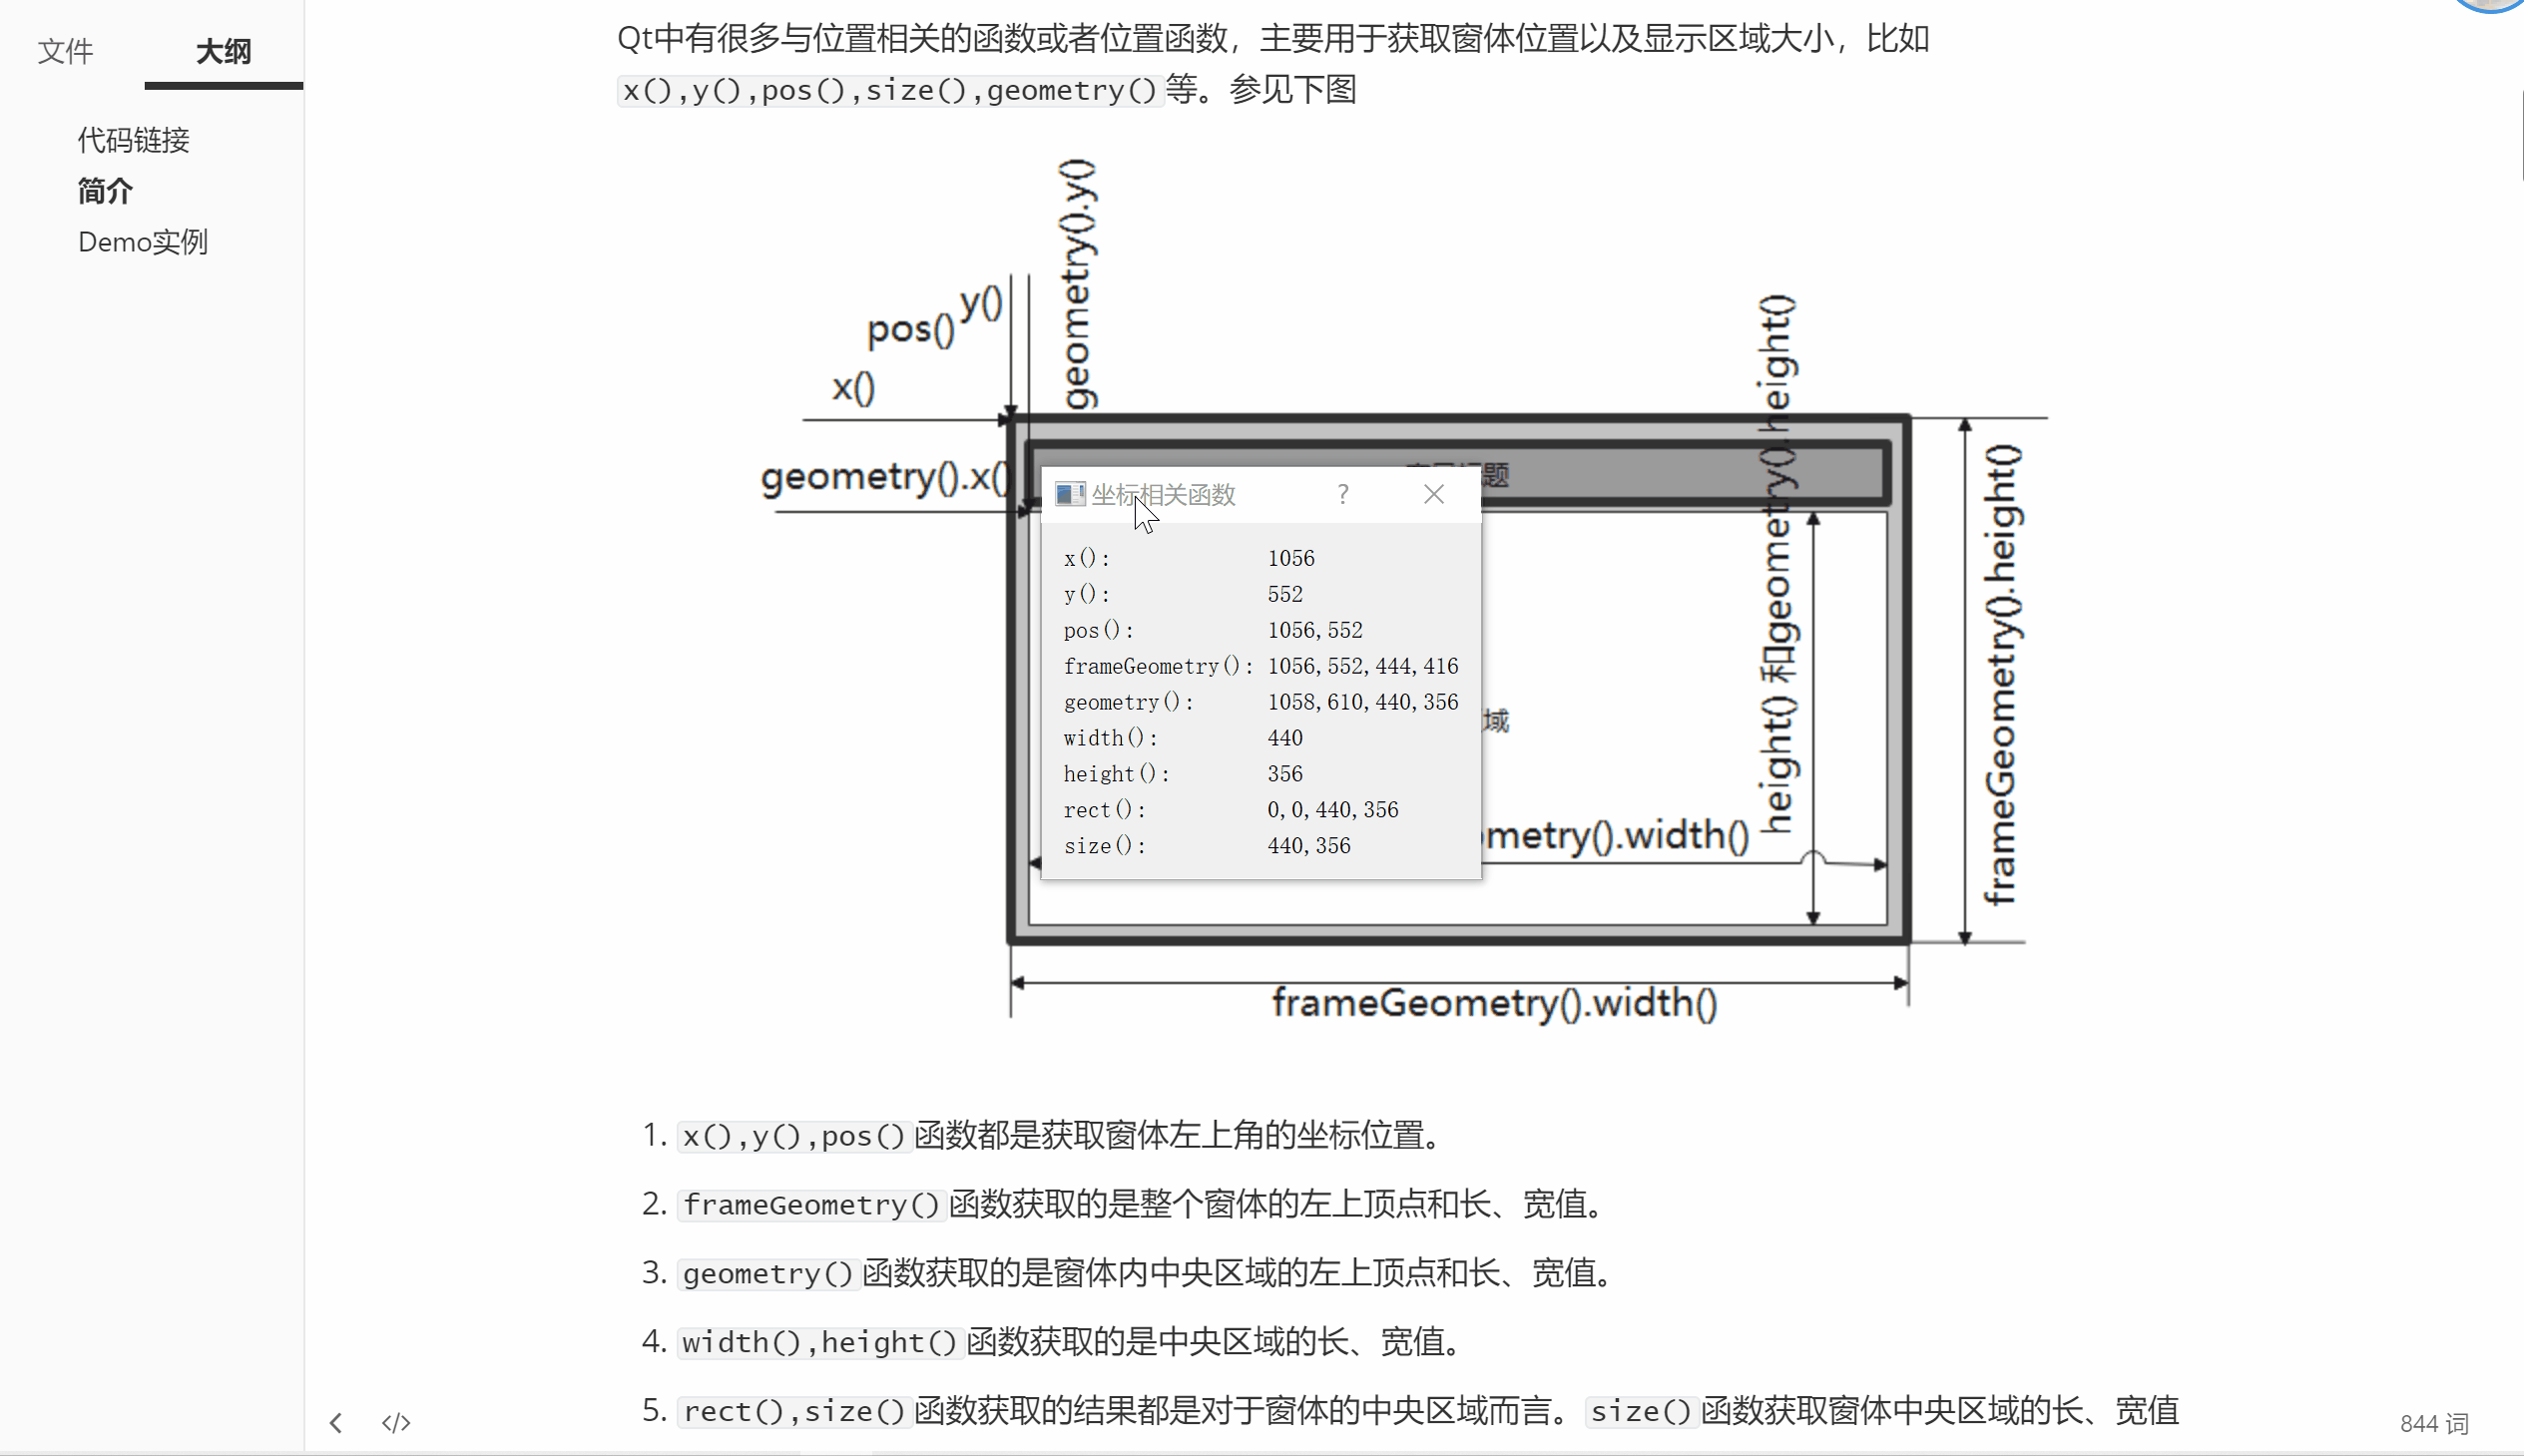 文件
大纲
代码链接
简介
Demo实例
Qt中有很多与位置相关的函数或者位置函数，主要用于获取窗体位置以及显示区域大小，比如
x(),y(),pos(),size(),geometry()等。参见下图
geometry().y()
y()
pos()
x()
geometry().x()
height() 和geometry().height()
frameGeometry().height()
题
坐标相关函数
x(): 1056
y(): 552
pos(): 1056,552
frameGeometry(): 1056,552,444,416
geometry(): 1058,610,440,356
width(): 440
height(): 356
rect(): 0,0,440,356
size(): 440,356
域
metry().width()
frameGeometry().width()
1. x(),y(),pos()函数都是获取窗体左上角的坐标位置。
2. frameGeometry()函数获取的是整个窗体的左上顶点和长、宽值。
3. geometry()函数获取的是窗体内中央区域的左上顶点和长、宽值。
4. width(),height()函数获取的是中央区域的长、宽值。
5. rect(),size()函数获取的结果都是对于窗体的中央区域而言。size()函数获取窗体中央区域的长、宽值
844 词